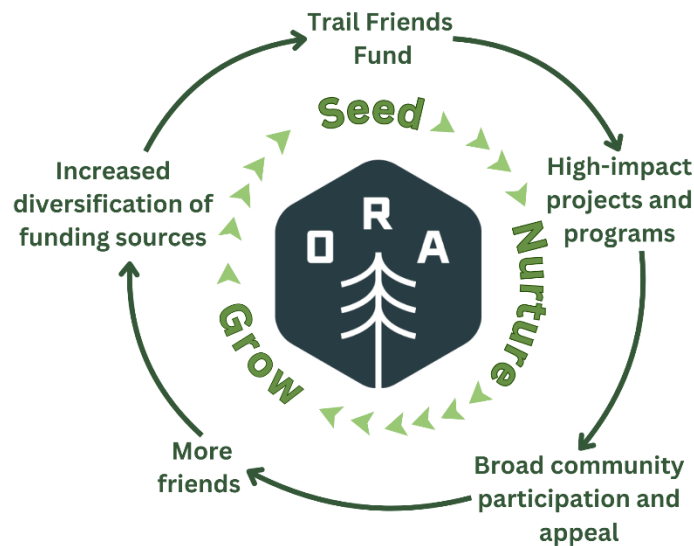 Trail Friends
Fund
Seed
High-impact
projects and
programs
Nurture
Broad community
participation and
appeal
More
friends
Grow
Increased
diversification of
funding sources
O R A